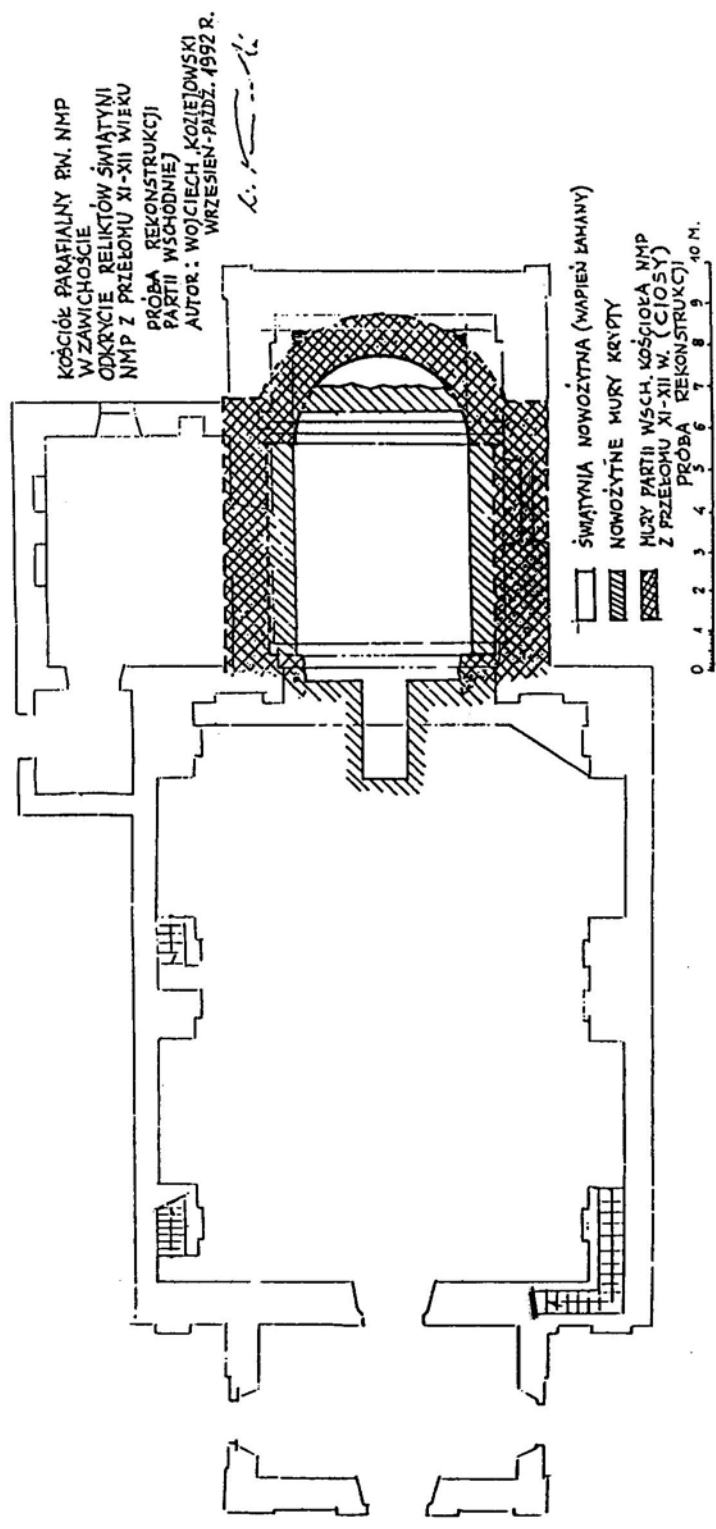 KOŚCIÓŁ PARAFIALNY P.W. NMP
W ZAWICHOŚCIE
ODKRYCIE RELIKTÓW ŚWIĄTYNI
NMP Z PRZEŁOMU XI-XII WIEKU
PRÓBA REKONSTRUKCJI
PARTII WSCHODNIEJ
AUTOR: WOJCIECH KOZIEJOWSKI
WRZESIEŃ-PAŹDZ. 1992 R.
ŚWIĄTYNIA NOWOŻYTNA (WAPIEŃ ŁAMANY)
NOWOŻYTNE MURY KRYPTY
MURY PARTII WSCH. KOŚCIOŁA NMP
Z PRZEŁOMU XI-XII W. (CIOSY)
PRÓBA REKONSTRUKCJI
0 1 2 3 4 5 6 7 8 9 10 M.